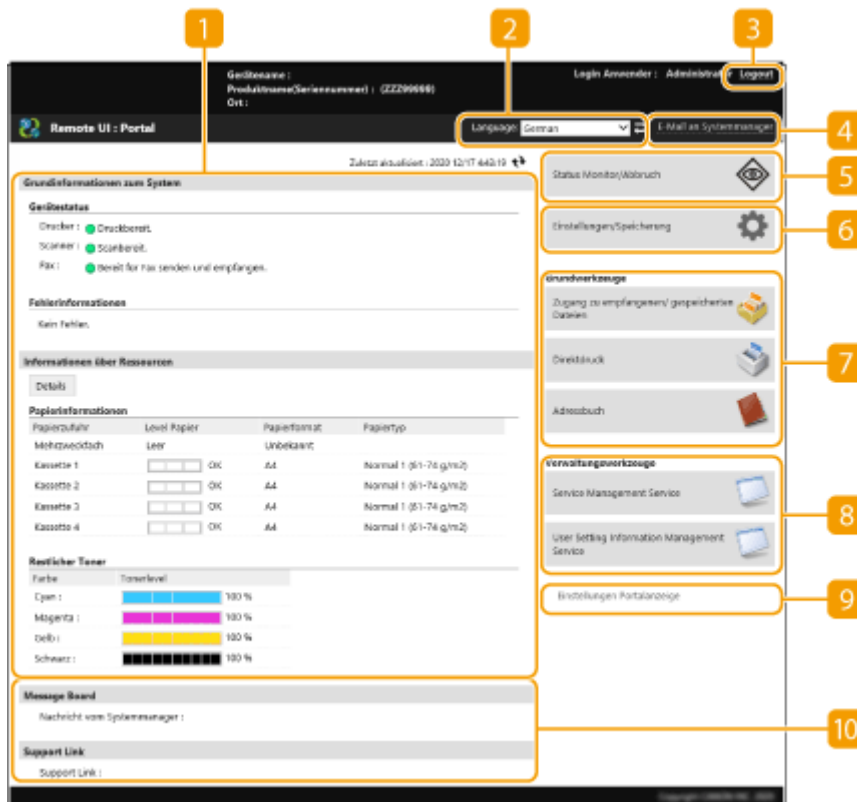 1
2
3
Gerätename :
Login Anwender : Administrator Logout
Produktname(Seriennummer) : (ZZZ99999)
Ort :
Remote UI : Portal
Language: German
E-Mail an Systemmanager
4
Zuletzt aktualisiert : 2020 12/17 4:43:19
Status Monitor/Abbruch
5
Grundinformationen zum System
Gerätestatus
Drucker : Druckbereit.
Scanner : Scanbereit.
Fax : Bereit für Fax senden und empfangen.
Einstellungen/Speicherung
6
Fehlerinformationen
Kein Fehler.
Grundwerkzeuge
Zugang zu empfangenen/ gespeicherten
Dateien
Direktdruck
7
Adressbuch
Informationen über Ressourcen
Details
Papierinformationen
Papierzufuhr Level Papier Papierformat Papiertyp
Mehrzweckfach Leer Unbekannt
Kassette 1 OK A4 Normal 1 (61-74 g/m2)
Kassette 2 OK A4 Normal 1 (61-74 g/m2)
Kassette 3 OK A4 Normal 1 (61-74 g/m2)
Kassette 4 OK A4 Normal 1 (61-74 g/m2)
Verwaltungswerkzeuge
Service Management Service
8
User Setting Information Management
Service
Restlicher Toner
Farbe Tonerlevel
Cyan : 100 %
Magenta : 100 %
Gelb : 100 %
Schwarz : 100 %
Einstellungen Portalanzeige
9
Message Board
Nachricht vom Systemmanager :
10
Support Link
Support Link :